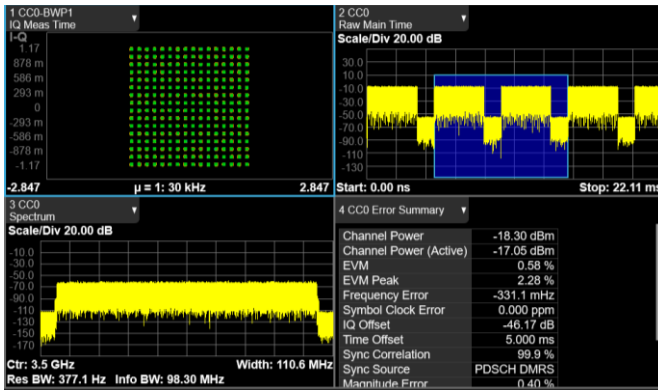 1 CC0-BWP1
IQ Meas Time
I-Q
1.17
878 m
586 m
293 m
0
-293 m
-586 m
-878 m
-1.17
-2.847
μ = 1: 30 kHz
2.847
2 CC0
Raw Main Time
Scale/Div 20.00 dB
30.0
10.0
-10.0
-30.0
-50.0
-70.0
-90.0
-110
-130
Start: 0.00 ns
Stop: 22.11 ms
3 CC0
Spectrum
Scale/Div 20.00 dB
-10.0
-30.0
-50.0
-70.0
-90.0
-110
-130
-150
-170
Ctr: 3.5 GHz
Width: 110.6 MHz
Res BW: 377.1 Hz Info BW: 98.30 MHz
4 CC0 Error Summary
Channel Power -18.30 dBm
Channel Power (Active) -17.05 dBm
EVM 0.58 %
EVM Peak 2.28 %
Frequency Error -331.1 mHz
Symbol Clock Error 0.000 ppm
IQ Offset -46.17 dB
Time Offset 5.000 ms
Sync Correlation 99.9 %
Sync Source PDSCH DMRS
Magnitude Error 0.40 %